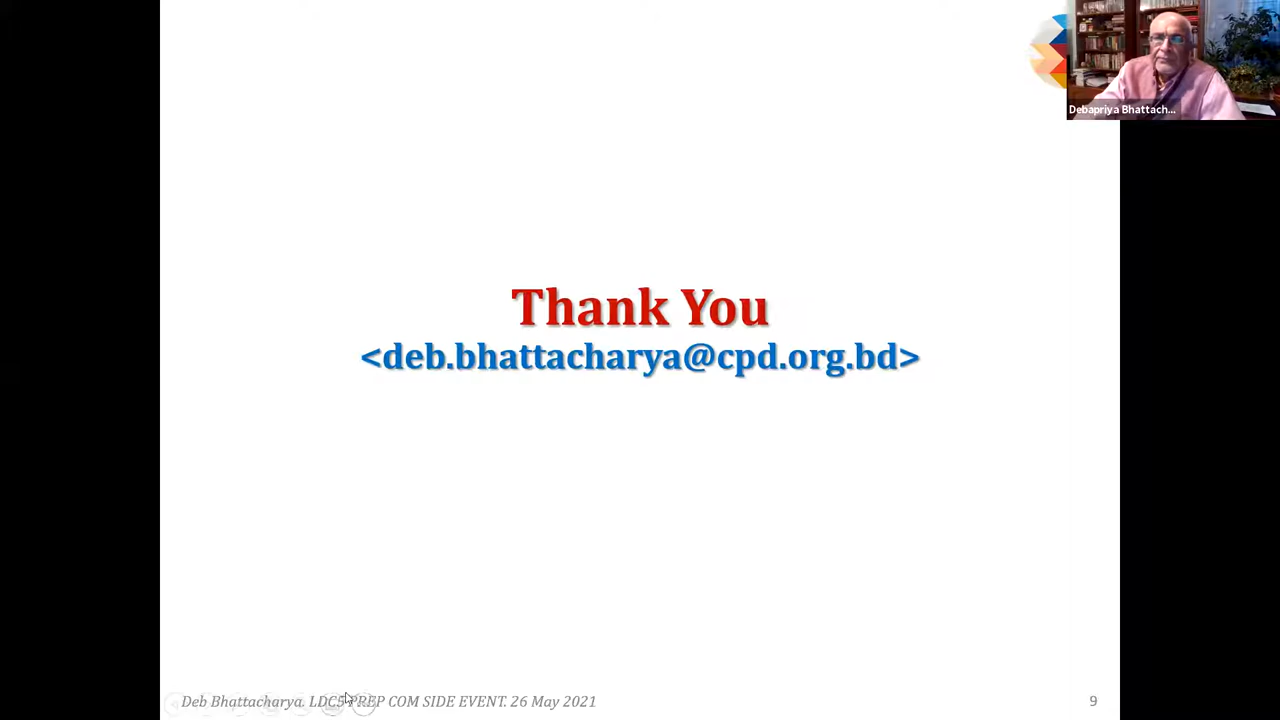 Debapriya Bhattach...
Thank You
<deb.bhattacharya@cpd.org.bd>
Deb Bhattacharya. LDC5 PREP COM SIDE EVENT. 26 May 2021
9